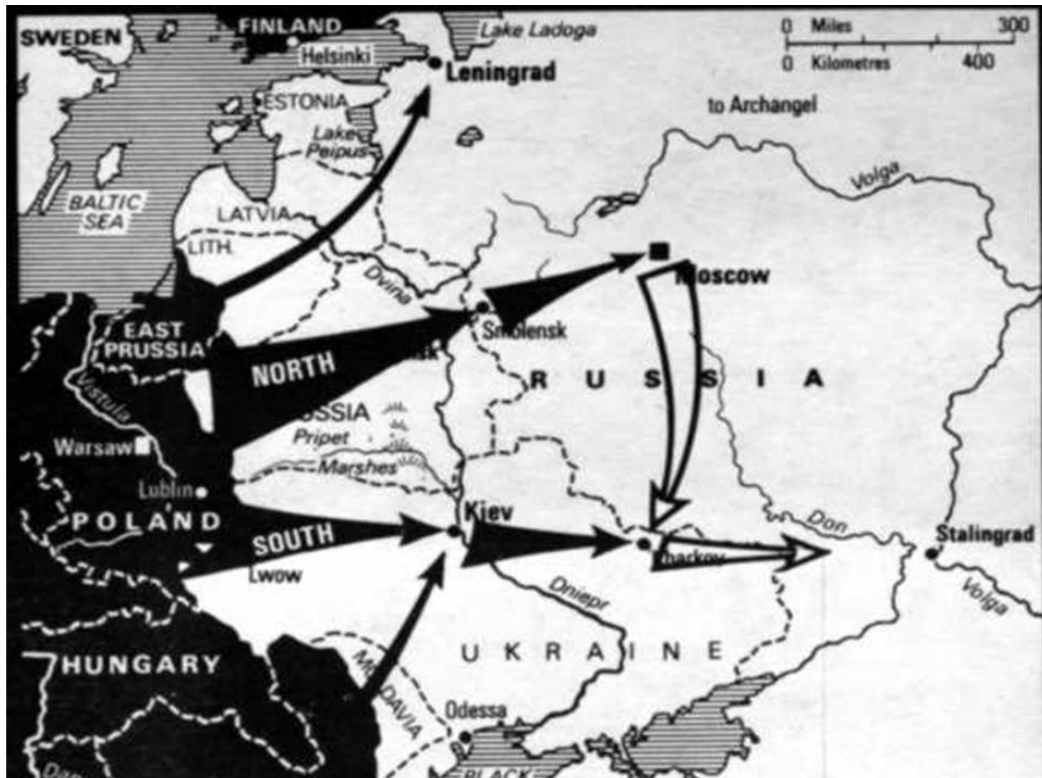 SWEDEN
FINLAND
Helsinki
Lake Ladoga
0 Miles 300
0 Kilometres 400
Leningrad
ESTONIA
to Archangel
Lake
Peipus
Volga
BALTIC
SEA
LATVIA
LITH.
Dvina
Moscow
Smolensk
EAST
PRUSSIA
NORTH
RUSSIA
Vistula
Pripet
Marshes
Warsaw
Lublin
Kiev
POLAND
SOUTH
Don
Stalingrad
Lwow
Dniepr
Volga
UKRAINE
HUNGARY
Odessa
BLACK